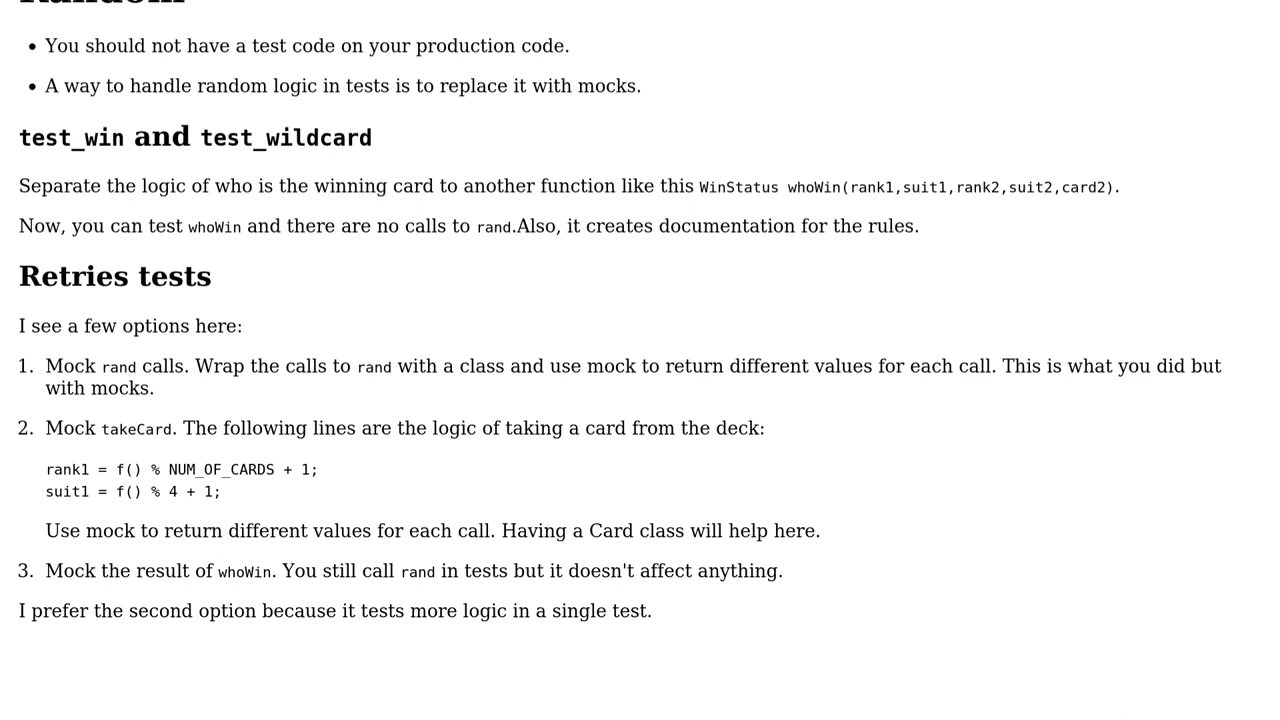 Random
• You should not have a test code on your production code.
• A way to handle random logic in tests is to replace it with mocks.
test_win and test_wildcard
Separate the logic of who is the winning card to another function like this WinStatus whoWin(rank1,suit1,rank2,suit2,card2).
Now, you can test whoWin and there are no calls to rand.Also, it creates documentation for the rules.
Retries tests
I see a few options here:
1. Mock rand calls. Wrap the calls to rand with a class and use mock to return different values for each call. This is what you did but
with mocks.
2. Mock takeCard. The following lines are the logic of taking a card from the deck:
rank1 = f() % NUM_OF_CARDS + 1;
suit1 = f() % 4 + 1;
Use mock to return different values for each call. Having a Card class will help here.
3. Mock the result of whoWin. You still call rand in tests but it doesn't affect anything.
I prefer the second option because it tests more logic in a single test.